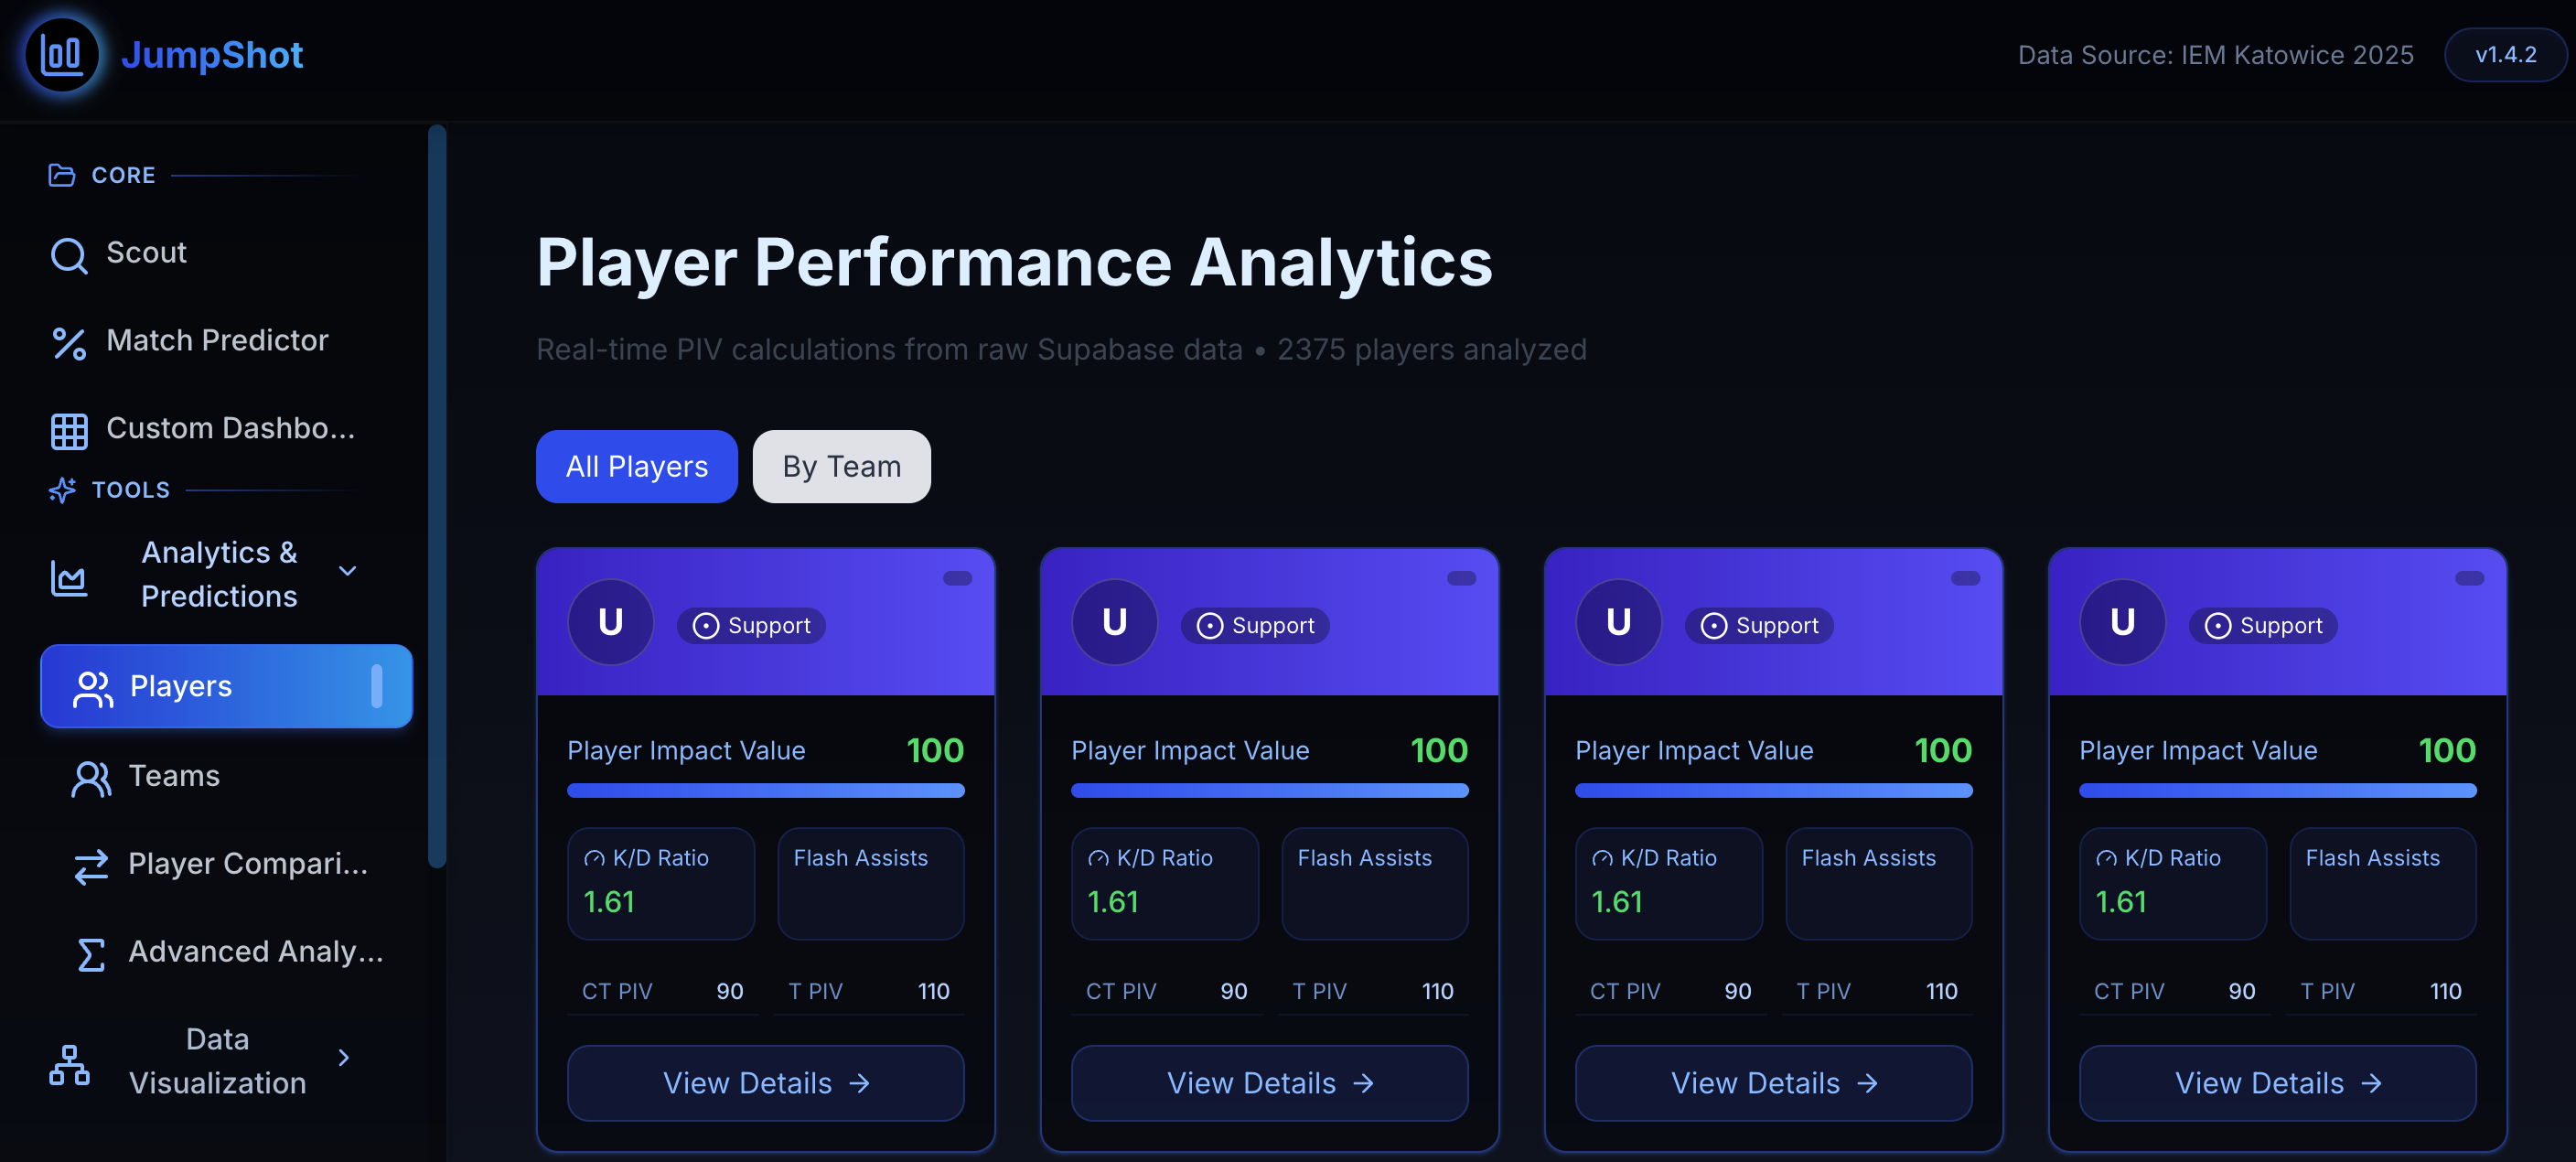 JumpShot
Data Source: IEM Katowice 2025
v1.4.2
CORE
Scout
Match Predictor
Custom Dashbo...
TOOLS
Analytics &
Predictions
Players
Teams
Player Compari...
Advanced Analy...
Data
Visualization
Player Performance Analytics
Real-time PIV calculations from raw Supabase data • 2375 players analyzed
All Players
By Team
U
Support
Player Impact Value 100
K/D Ratio
1.61
Flash Assists
CT PIV 90
T PIV 110
View Details →
U
Support
Player Impact Value 100
K/D Ratio
1.61
Flash Assists
CT PIV 90
T PIV 110
View Details →
U
Support
Player Impact Value 100
K/D Ratio
1.61
Flash Assists
CT PIV 90
T PIV 110
View Details →
U
Support
Player Impact Value 100
K/D Ratio
1.61
Flash Assists
CT PIV 90
T PIV 110
View Details →